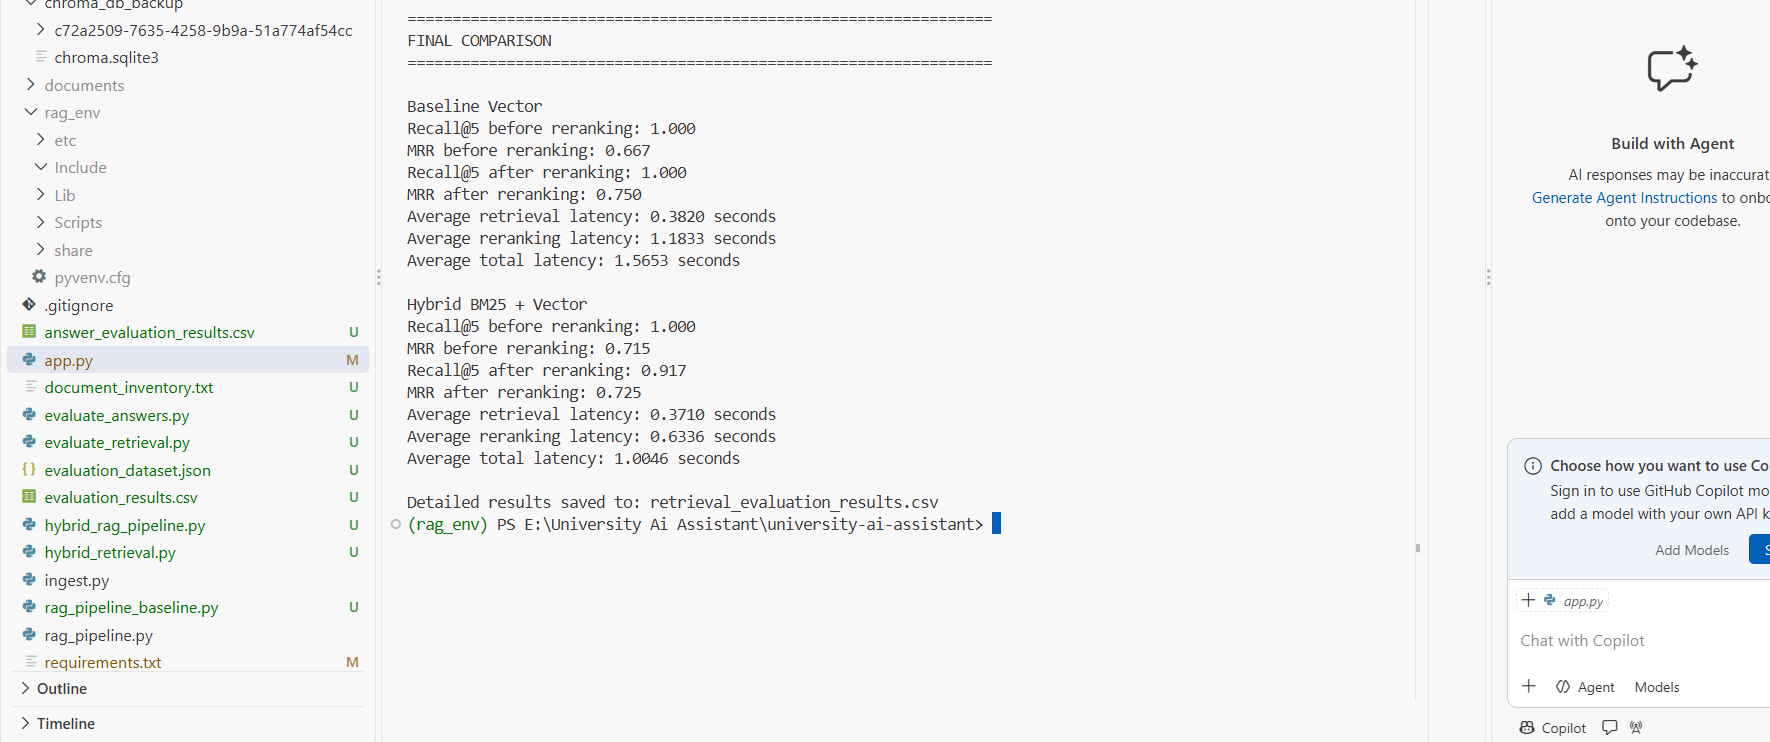 chroma_db_backup
c72a2509-7635-4258-9b9a-51a774af54cc
chroma.sqlite3
documents
rag_env
etc
Include
Lib
Scripts
share
pyvenv.cfg
.gitignore
answer_evaluation_results.csv U
app.py M
document_inventory.txt U
evaluate_answers.py U
evaluate_retrieval.py U
evaluation_dataset.json U
evaluation_results.csv U
hybrid_rag_pipeline.py U
hybrid_retrieval.py U
ingest.py
rag_pipeline_baseline.py U
rag_pipeline.py
requirements.txt M
Outline
Timeline
=================================================================
FINAL COMPARISON
=================================================================
Baseline Vector
Recall@5 before reranking: 1.000
MRR before reranking: 0.667
Recall@5 after reranking: 1.000
MRR after reranking: 0.750
Average retrieval latency: 0.3820 seconds
Average reranking latency: 1.1833 seconds
Average total latency: 1.5653 seconds
Hybrid BM25 + Vector
Recall@5 before reranking: 1.000
MRR before reranking: 0.715
Recall@5 after reranking: 0.917
MRR after reranking: 0.725
Average retrieval latency: 0.3710 seconds
Average reranking latency: 0.6336 seconds
Average total latency: 1.0046 seconds
Detailed results saved to: retrieval_evaluation_results.csv
(rag_env) PS E:\University Ai Assistant\university-ai-assistant>
Build with Agent
AI responses may be inaccurat
Generate Agent Instructions to onbo
onto your codebase.
Choose how you want to use Co
Sign in to use GitHub Copilot mo
add a model with your own API k
Add Models S
app.py
Chat with Copilot
Agent Models
Copilot